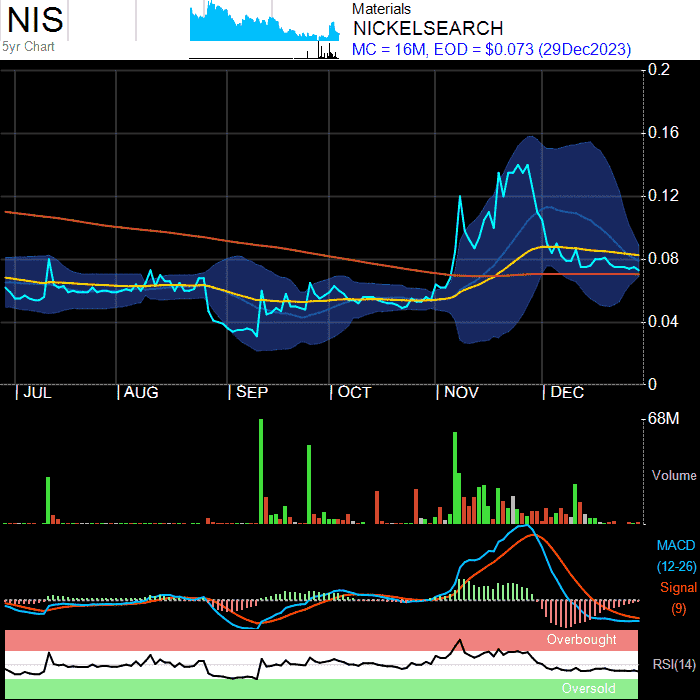 NIS
5yr Chart
Materials
NICKELSEARCH
MC = 16M, EOD = $0.073 (29Dec2023)
0.2
0.16
0.12
0.08
0.04
0
JUL AUG SEP OCT NOV DEC
68M
Volume
MACD
(12-26)
Signal
(9)
Overbought
RSI(14)
Oversold